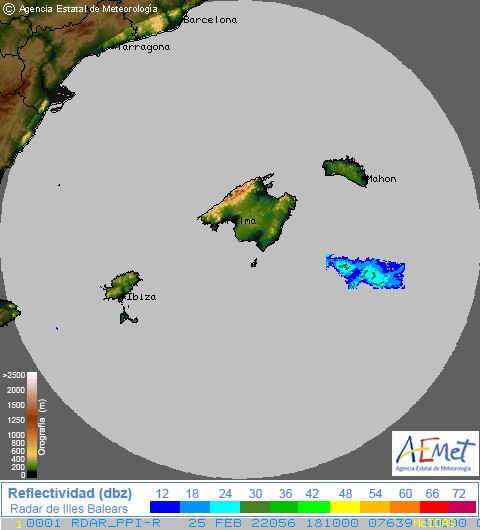 © Agencia Estatal de Meteorología
Barcelona
Tarragona
Mahon
lma
Ibiza
>2500
2000
1500
1000
800
600
400
200
0
Orografía (m)
AEMet
Agencia Estatal de Meteorología
Reflectividad (dbz)
12 18 24 30 36 42 48 54 60 66 72
Radar de Illes Balears
1 0001 RDAR_PPI-R 25 FEB 22056 181000 07639